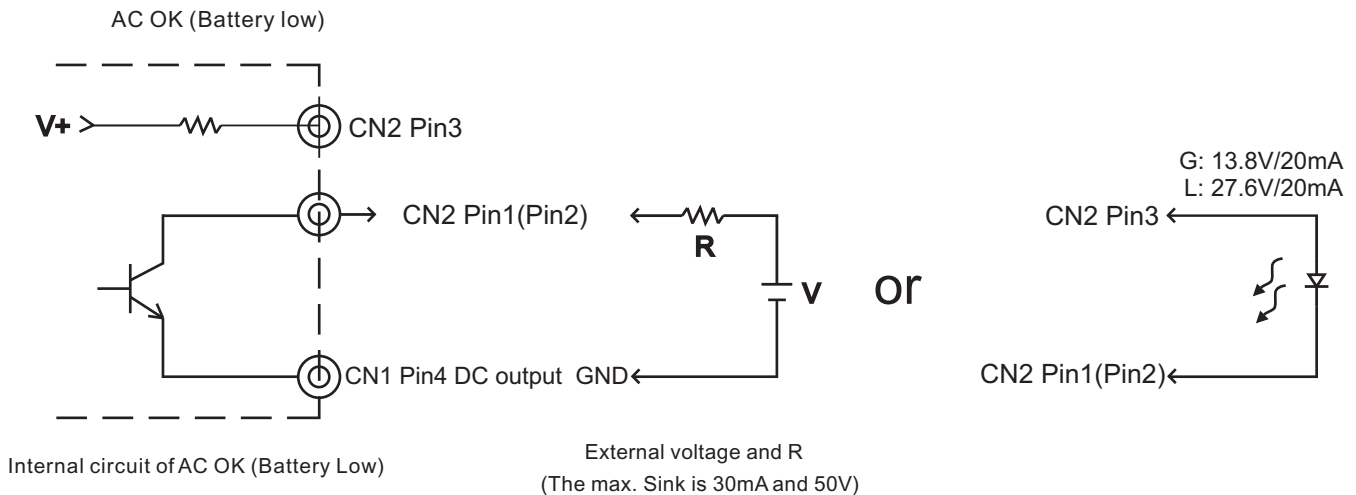 AC OK (Battery low)
V+
CN2 Pin3
CN2 Pin1(Pin2)
R
V
CN1 Pin4 DC output GND
or
G: 13.8V/20mA
L: 27.6V/20mA
CN2 Pin3
CN2 Pin1(Pin2)
Internal circuit of AC OK (Battery Low)
External voltage and R
(The max. Sink is 30mA and 50V)